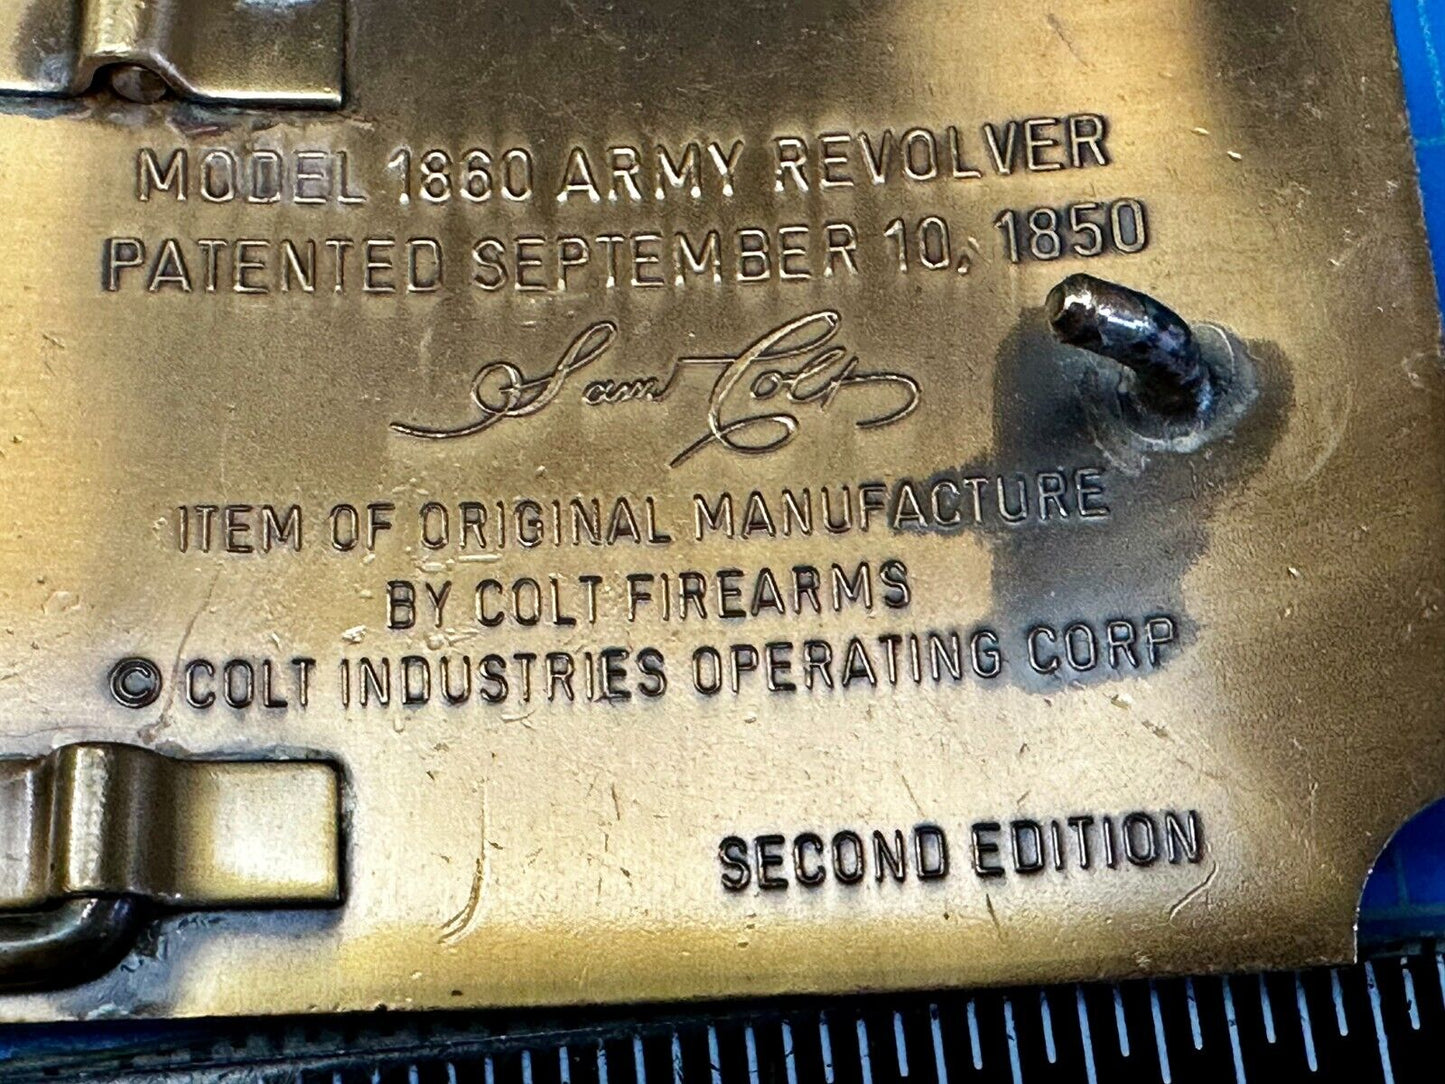 MODEL 1860 ARMY REVOLVER
PATENTED SEPTEMBER 10, 1850
Sam Colt
ITEM OF ORIGINAL MANUFACTURE
BY COLT FIREARMS
© COLT INDUSTRIES OPERATING CORP
SECOND EDITION